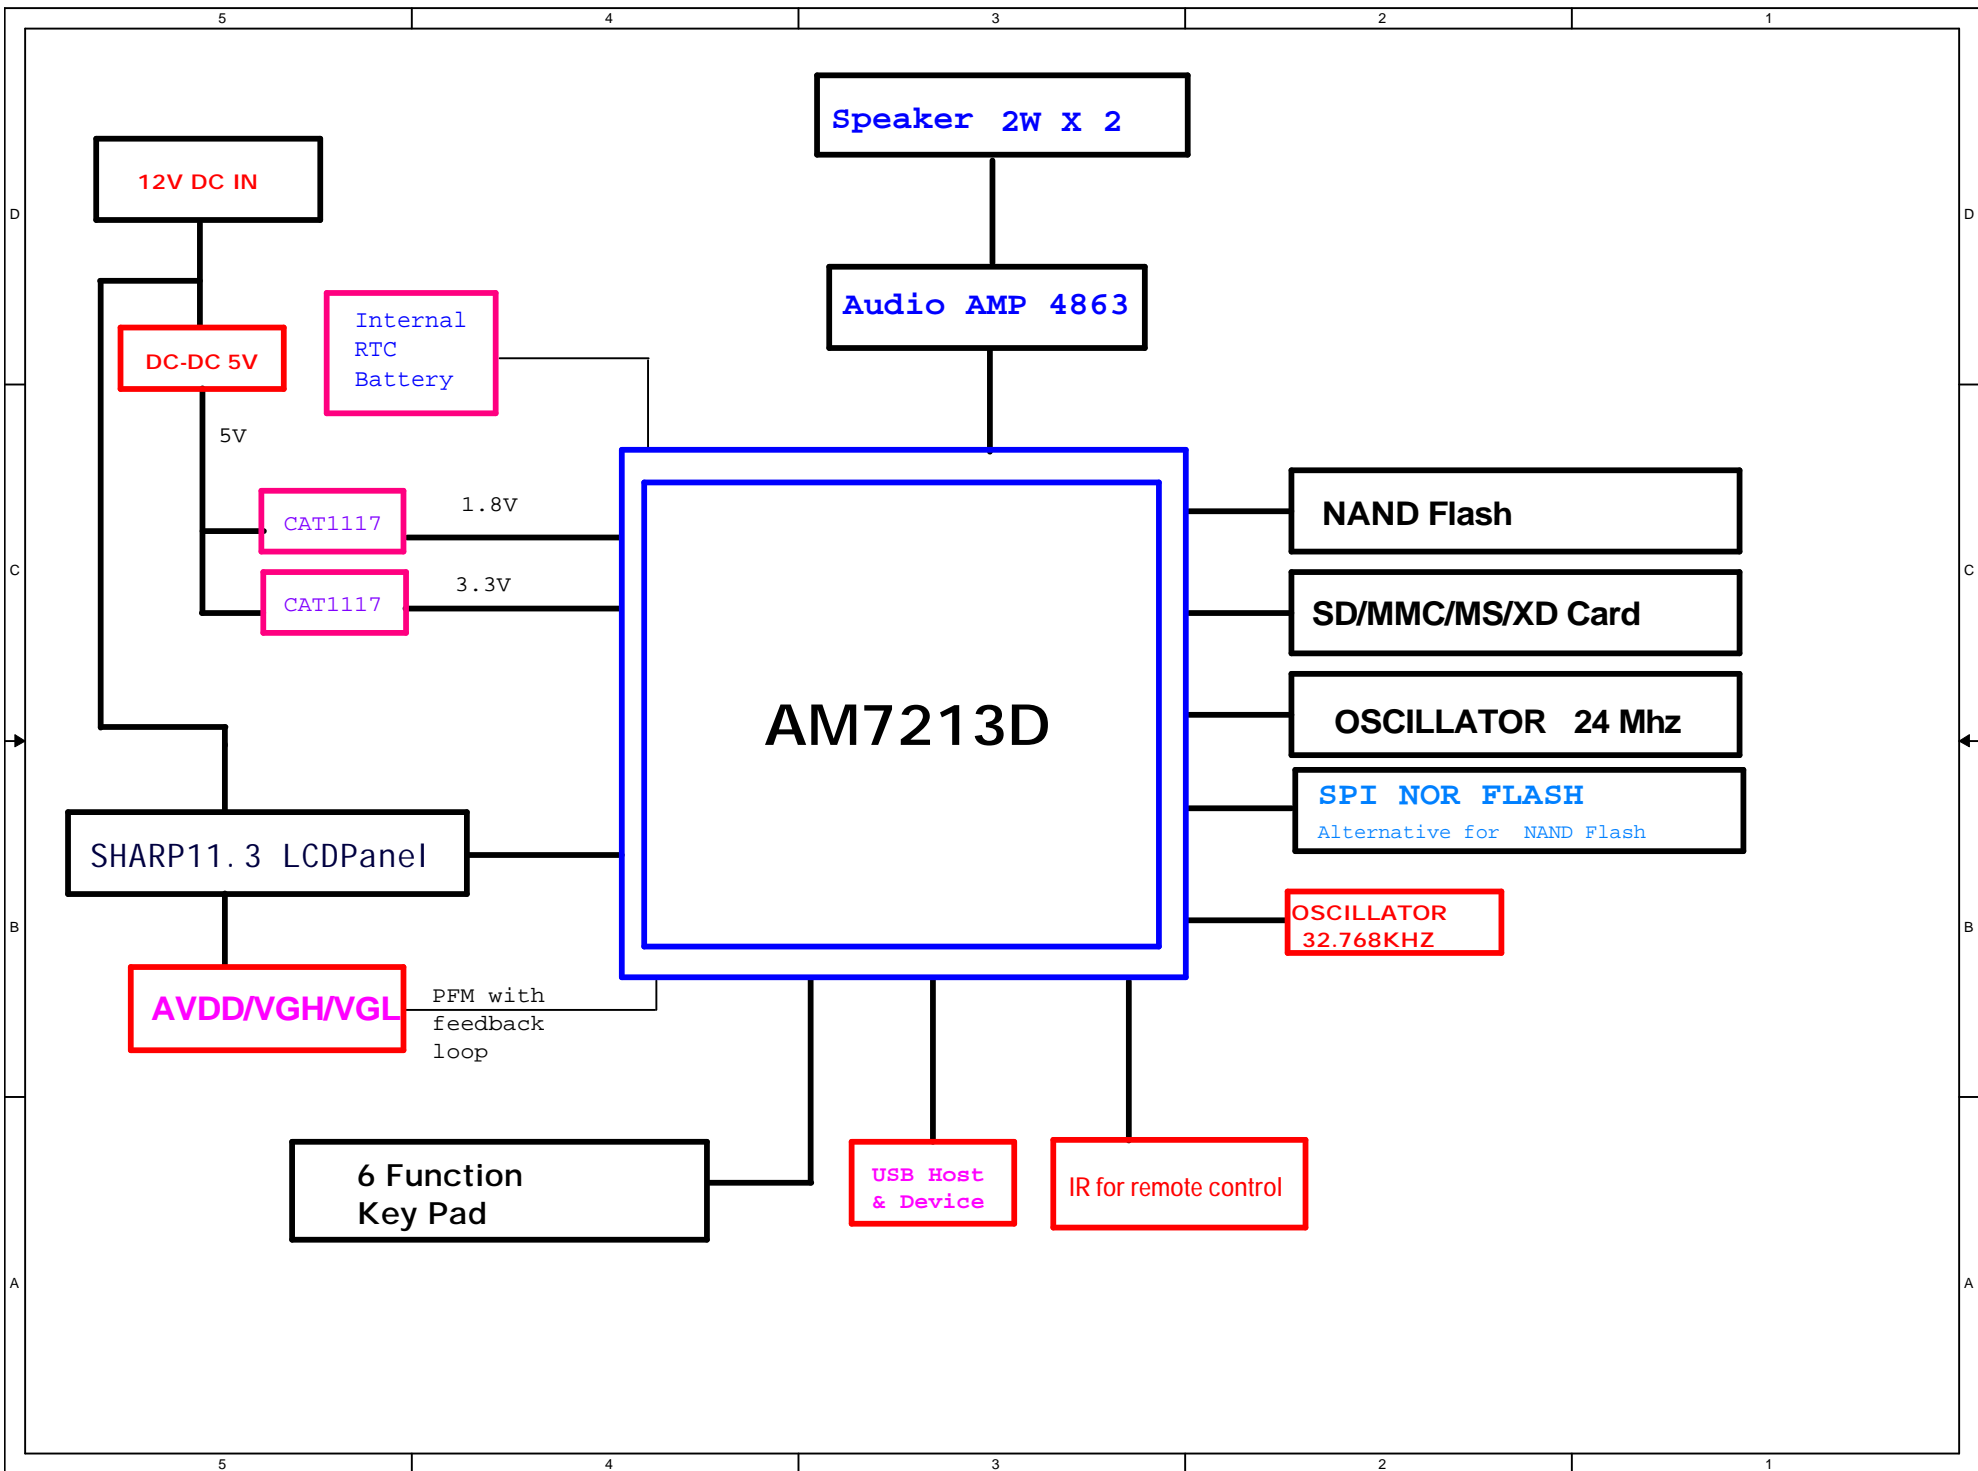 5 4 3 2 1
Speaker 2W X 2
12V DC IN
D D
Audio AMP 4863
Internal
RTC
Battery
DC-DC 5V
5V
1.8V
CAT1117
NAND Flash
C C
3.3V
CAT1117
SD/MMC/MS/XD Card
AM7213D
OSCILLATOR 24 Mhz
SPI NOR FLASH
Alternative for NAND Flash
SHARP11.3 LCDPanel
OSCILLATOR
32.768KHZ
B B
AVDD/VGH/VGL
PFM with
feedback
loop
6 Function
Key Pad
USB Host
& Device
IR for remote control
A A
5 4 3 2 1